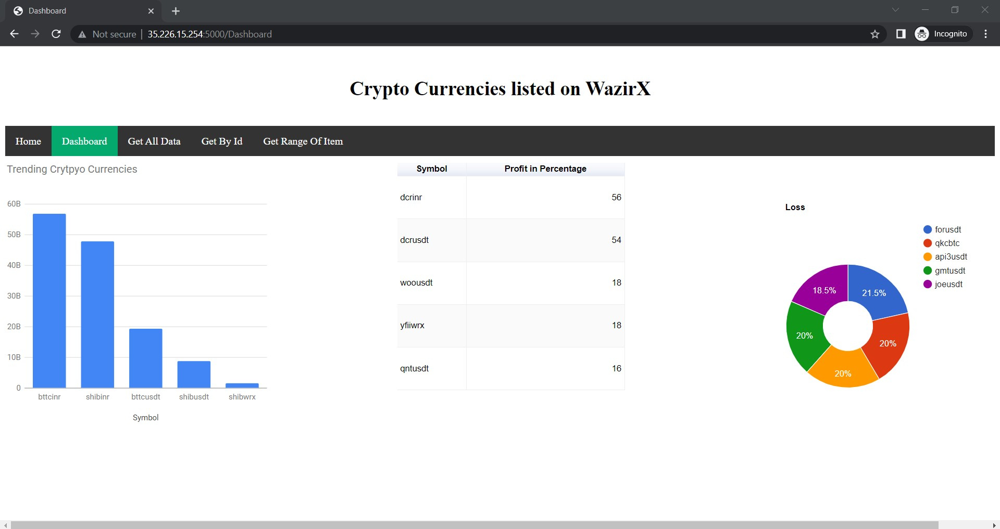 Dashboard
Not secure | 35.226.15.254:5000/Dashboard
Incognito
Crypto Currencies listed on WazirX
Home Dashboard Get All Data Get By Id Get Range Of Item
Trending Crytpyo Currencies
60B
50B
40B
30B
20B
10B
0
bttcinr shibinr bttcusdt shibusdt shibwrx
Symbol
Symbol Profit in Percentage
dcrinr 56
dcrusdt 54
woousdt 18
yfiiwrx 18
qntusdt 16
Loss
forusdt
qkcbtc
api3usdt
gmtusdt
joeusdt
18.5% 21.5%
20% 20%
20%